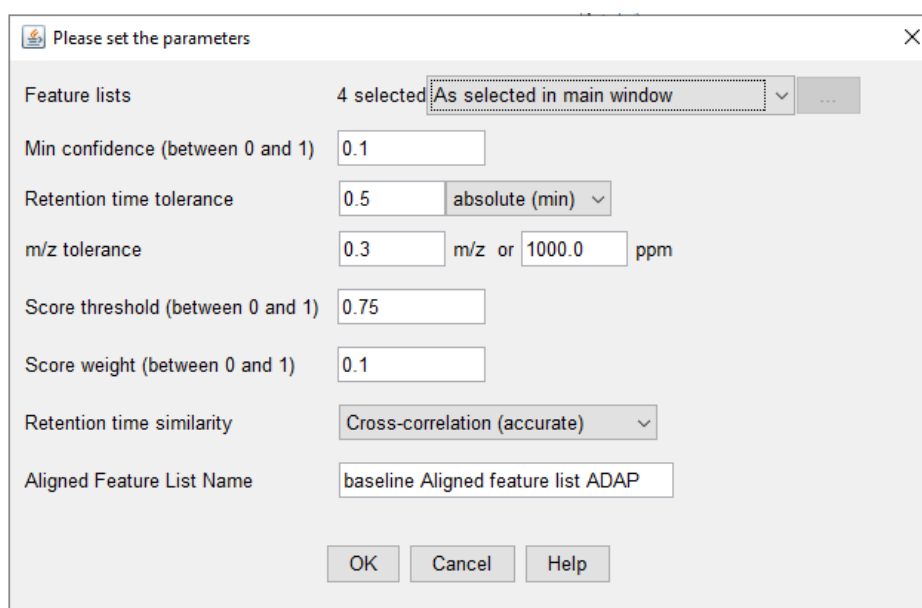 Please set the parameters
Feature lists 4 selected As selected in main window ...
Min confidence (between 0 and 1) 0.1
Retention time tolerance 0.5 absolute (min)
m/z tolerance 0.3 m/z or 1000.0 ppm
Score threshold (between 0 and 1) 0.75
Score weight (between 0 and 1) 0.1
Retention time similarity Cross-correlation (accurate)
Aligned Feature List Name baseline Aligned feature list ADAP
OK Cancel Help